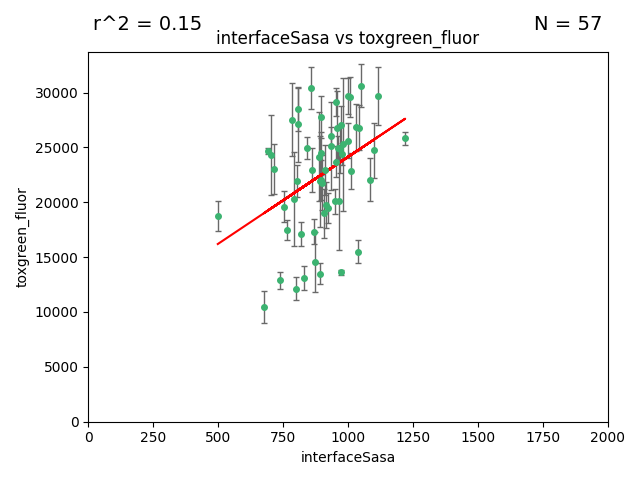 r^2 = 0.15
N = 57
interfaceSasa vs toxgreen_fluor
30000
25000
20000
15000
10000
5000
0
toxgreen_fluor
0 250 500 750 1000 1250 1500 1750 2000
interfaceSasa